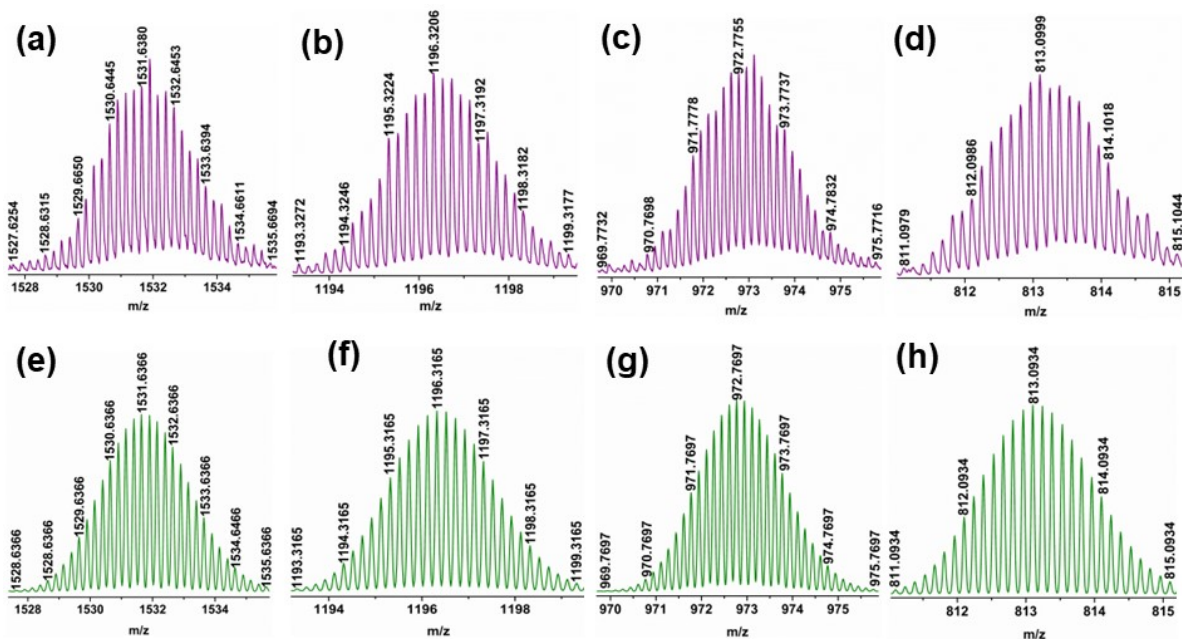 (a)
1527.6254
1528.6315
1529.6650
1530.6445
1531.6380
1532.6453
1533.6394
1534.6611
1535.6694
1528 1530 1532 1534
m/z
(b)
1193.3272
1194.3246
1195.3224
1196.3206
1197.3192
1198.3182
1199.3177
1194 1196 1198
m/z
(c)
969.7732
970.7698
971.7778
972.7755
973.7737
974.7832
975.7716
970 971 972 973 974 975
m/z
(d)
811.0979
812.0986
813.0999
814.1018
815.1044
812 813 814 815
m/z
(e)
1528.6366
1528.6366
1529.6366
1530.6366
1531.6366
1532.6366
1533.6366
1534.6466
1535.6366
1528 1530 1532 1534
m/z
(f)
1193.3165
1194.3165
1195.3165
1196.3165
1197.3165
1198.3165
1199.3165
1194 1196 1198
m/z
(g)
969.7697
970.7697
971.7697
972.7697
973.7697
974.7697
975.7697
970 971 972 973 974 975
m/z
(h)
811.0934
812.0934
813.0934
814.0934
815.0934
812 813 814 815
m/z